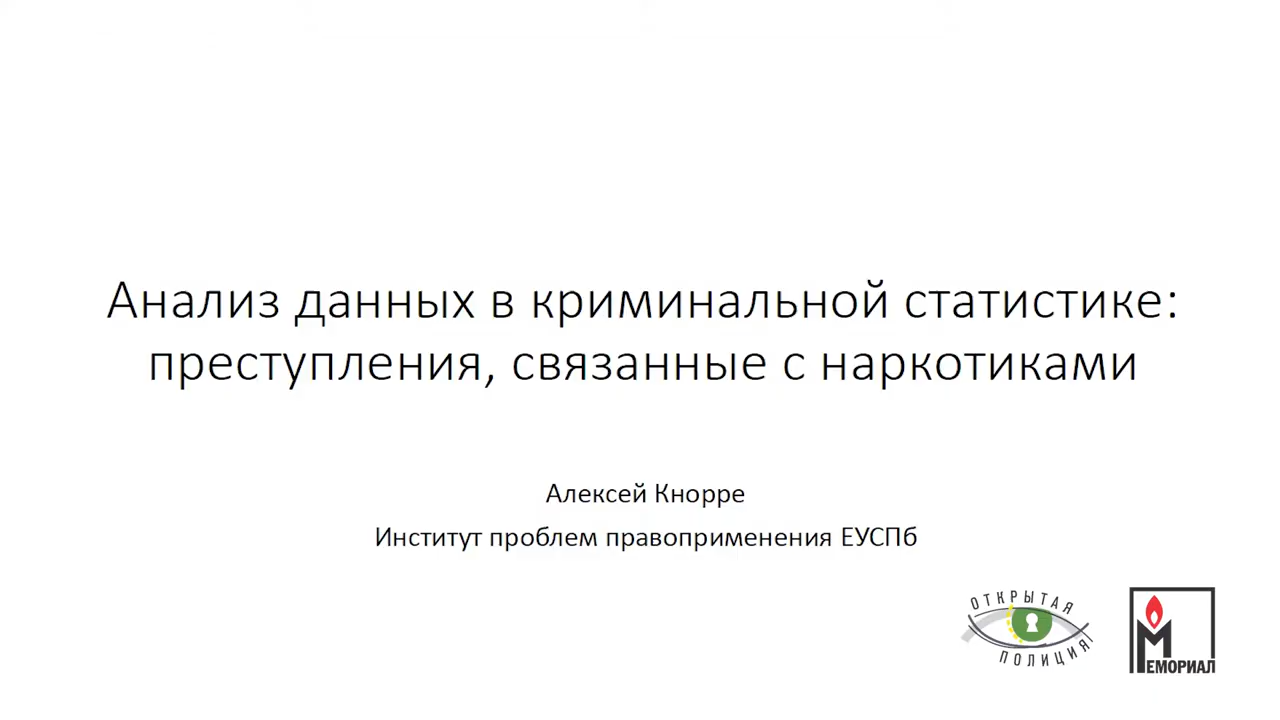 Анализ данных в криминальной статистике:
преступления, связанные с наркотиками
Алексей Кнорре
Институт проблем правоприменения ЕУСПб
ОТКРЫТАЯ
ПОЛИЦИЯ
МЕМОРИАЛ